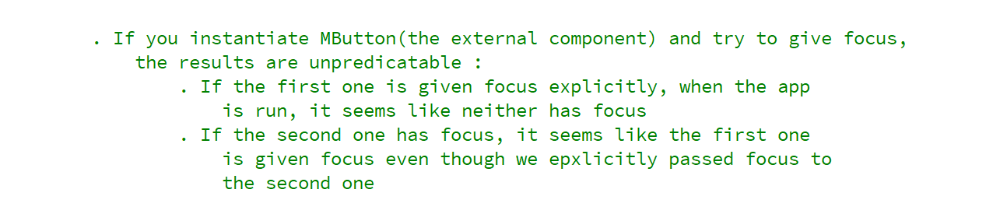 . If you instantiate MButton(the external component) and try to give focus,
the results are unpredicatable :
. If the first one is given focus explicitly, when the app
is run, it seems like neither has focus
. If the second one has focus, it seems like the first one
is given focus even though we epxlicitly passed focus to
the second one